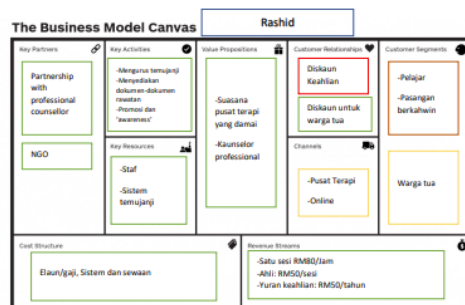 The Business Model Canvas
Rashid
Key Partners
Partnership
with
professional
counsellor
NGO
Key Activities
-Mengurus temujanji
-Menyediakan
dokumen-dokumen
rawatan
-Promosi dan
'awareness'
Key Resources
-Staf
-Sistem
temujanji
Value Propositions
-Suasana
pusat terapi
yang damai
-Kaunselor
professional
Customer Relationships
Diskaun
Keahlian
Diskaun untuk
warga tua
Channels
-Pusat Terapi
-Online
Customer Segments
-Pelajar
-Pasangan
berkahwin
Warga tua
Cost Structure
Elaun/gaji, Sistem dan sewaan
Revenue Streams
-Satu sesi RM80/Jam
-Ahli: RM50/sesi
-Yuran keahlian: RM50/tahun